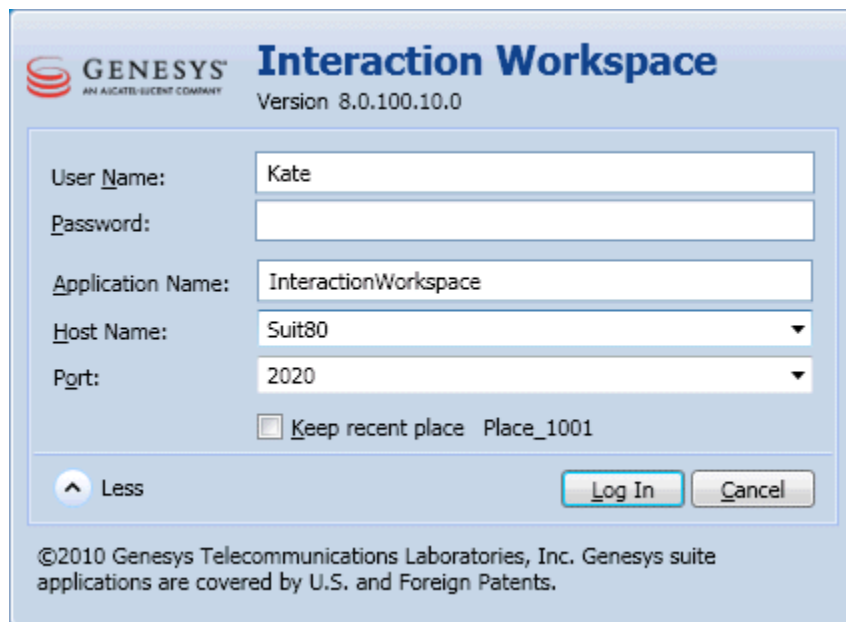 GENESYS
AN ALCATEL-LUCENT COMPANY
Interaction Workspace
Version 8.0.100.10.0
User Name: Kate
Password:
Application Name: InteractionWorkspace
Host Name: Suit80
Port: 2020
Keep recent place Place_1001
Less Log In Cancel
©2010 Genesys Telecommunications Laboratories, Inc. Genesys suite
applications are covered by U.S. and Foreign Patents.